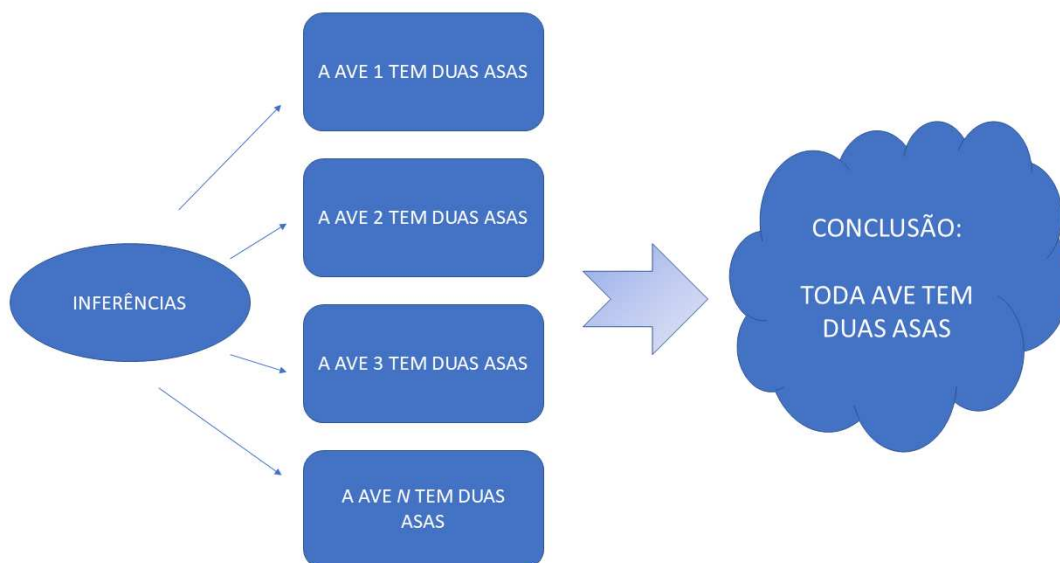 INFERÊNCIAS
A AVE 1 TEM DUAS ASAS
A AVE 2 TEM DUAS ASAS
A AVE 3 TEM DUAS ASAS
A AVE N TEM DUAS
ASAS
CONCLUSÃO:
TODA AVE TEM
DUAS ASAS